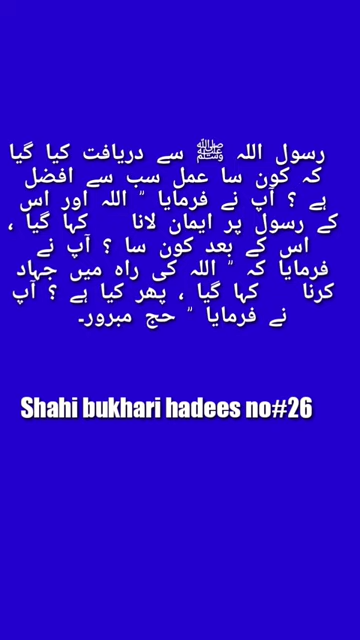 رسول اللہ ﷺ سے دریافت کیا گیا
کہ کون سا عمل سب سے افضل
ہے ؟ آپ نے فرمایا ” اللہ اور اس
کے رسول پر ایمان لانا کہا گیا ،
اس کے بعد کون سا ؟ آپ نے
فرمایا کہ ” اللہ کی راہ میں جہاد
کرنا کہا گیا ، پھر کیا ہے ؟ آپ
نے فرمایا ” حج مبرور۔
Shahi bukhari hadees no#26